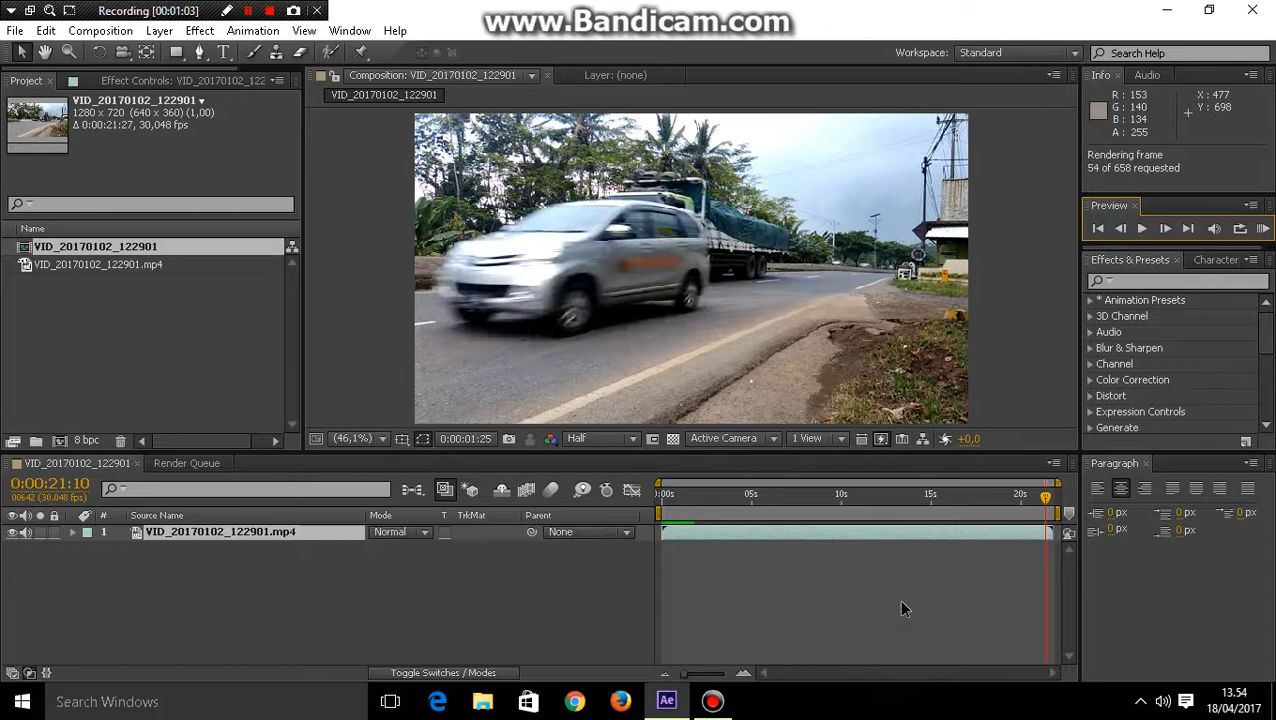 Recording [00:01:03]
www.Bandicam.com
File Edit Composition Layer Effect Animation View Window Help
Workspace: Standard
Search Help
Project Effect Controls: VID_20170102_122
Composition: VID_20170102_122901 Layer: (none)
Info Audio
VID_20170102_122901
VID_20170102_122901
1280 x 720 (640 x 360) (1,00)
Δ 0:00:21:27, 30,048 fps
R: 153
G: 140
B: 134
A: 255
X: 477
Y: 698
Rendering frame
54 of 658 requested
Preview
Name
VID_20170102_122901
VID_20170102_122901.mp4
Effects & Presets Character
* Animation Presets
3D Channel
Audio
Blur & Sharpen
Channel
Color Correction
Distort
Expression Controls
Generate
8 bpc
(46,1%) 0:00:01:25 Half Active Camera 1 View +0,0
VID_20170102_122901 Render Queue
Paragraph
0:00:21:10
00642 (30.048 fps)
:00s 05s 10s 15s 20s
# Source Name Mode T TrkMat Parent
1 VID_20170102_122901.mp4 Normal None
0 px 0 px 0 px
0 px 0 px
Toggle Switches / Modes
Search Windows
Ae
13.54
18/04/2017